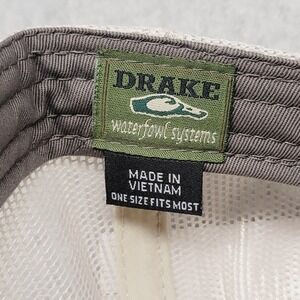 DRAKE
waterfowl systems
MADE IN
VIETNAM
ONE SIZE FITS MOST